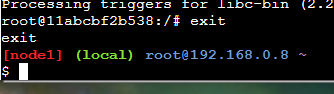 Processing triggers for libc-bin (2.2
root@11abcbf2b538:/# exit
exit
[node1] (local) root@192.168.0.8 ~
$